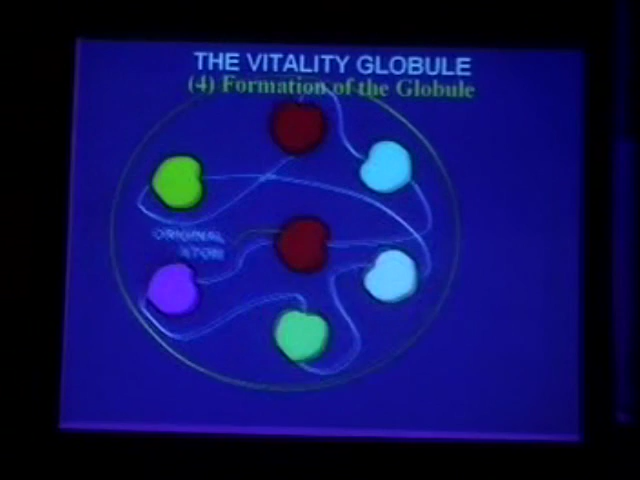 THE VITALITY GLOBULE
(4) Formation of the Globule
ORIGINAL
ATOM